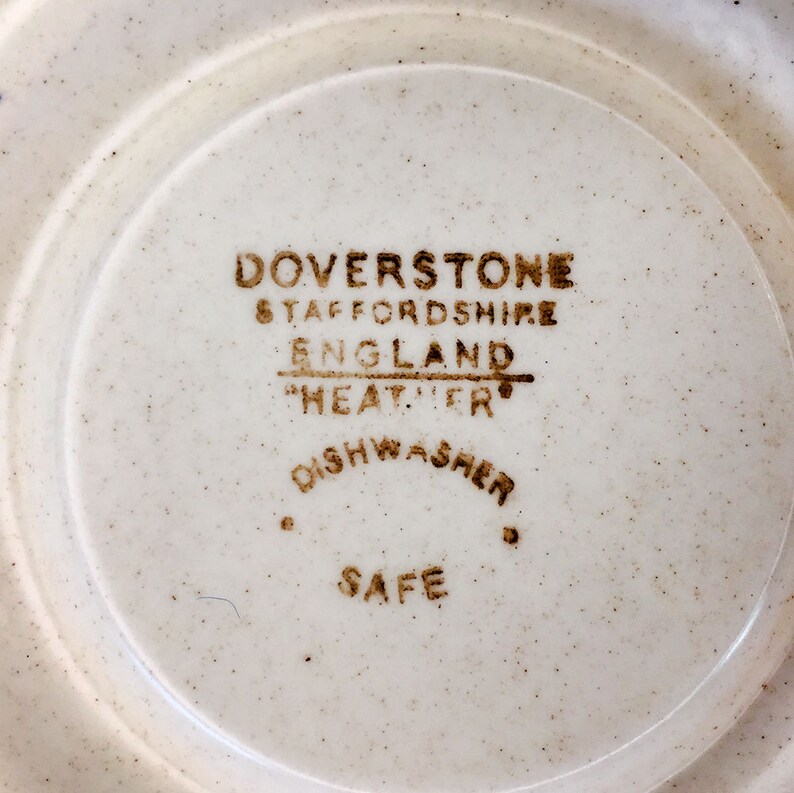 DOVERSTONE
STAFFORDSHIRE
ENGLAND
"HEATHER"
DISHWASHER
SAFE